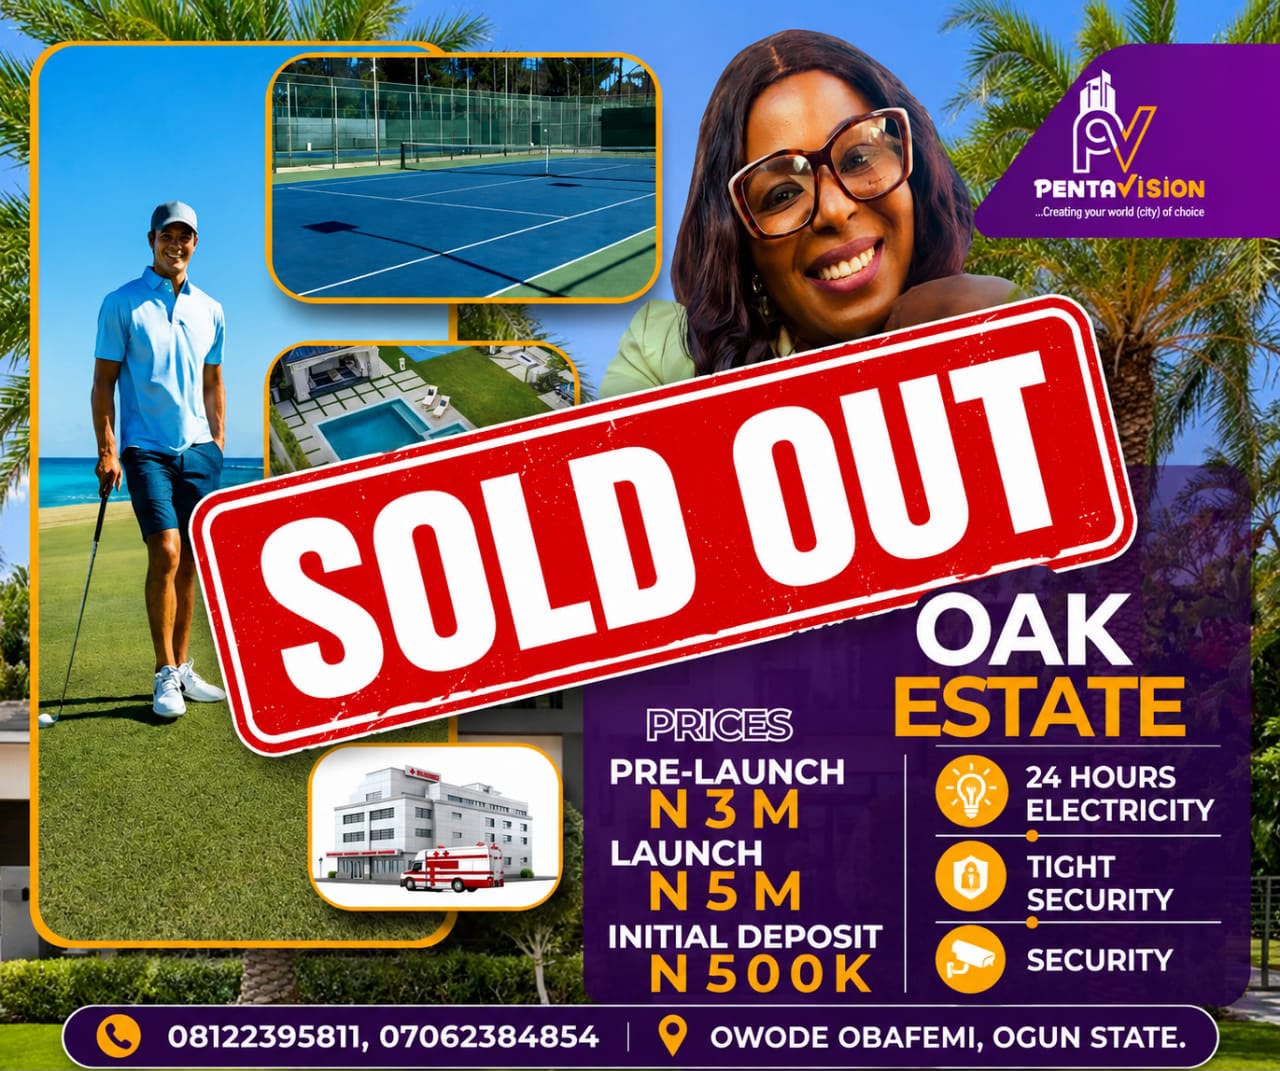 PV
PENTAVISION
...Creating your world (city) of choice
SOLD OUT
OAK
ESTATE
PRICES
PRE-LAUNCH
N 3 M
LAUNCH
N 5 M
INITIAL DEPOSIT
N 500K
24 HOURS
ELECTRICITY
TIGHT
SECURITY
SECURITY
08122395811, 07062384854
OWODE OBAFEMI, OGUN STATE.